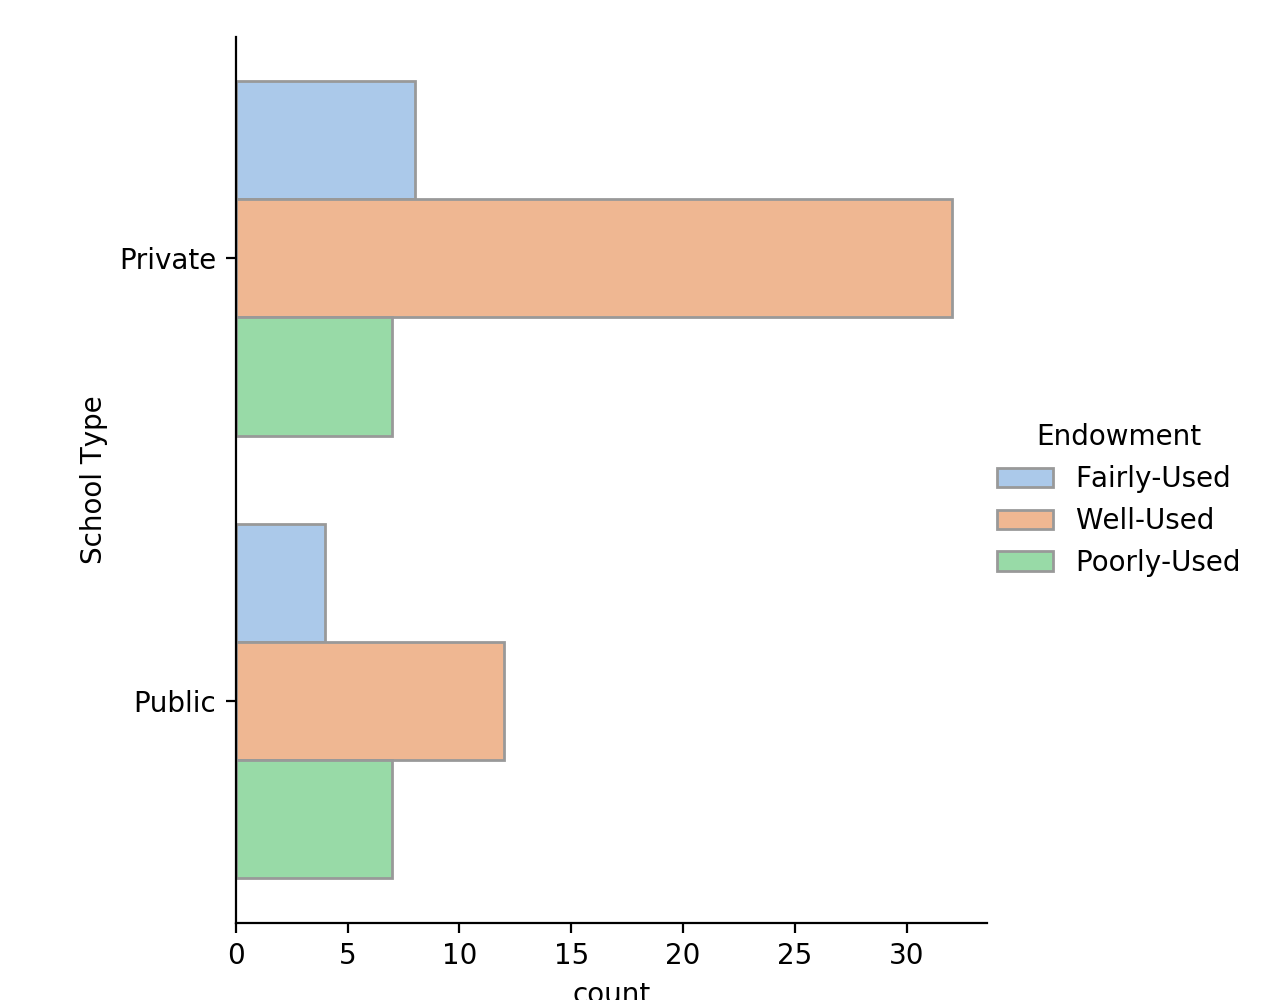 Private
Public
School Type
0 5 10 15 20 25 30
count
Endowment
Fairly-Used
Well-Used
Poorly-Used